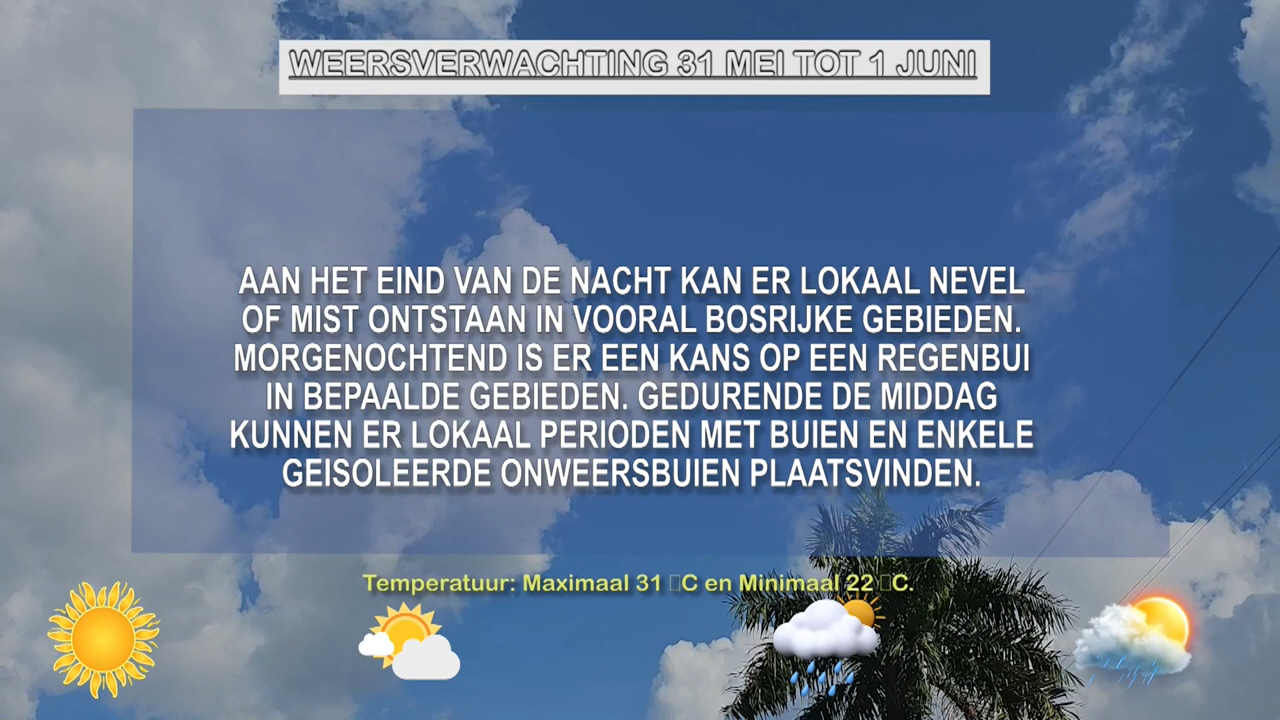 WEERSVERWACHTING 31 MEI TOT 1 JUNI
AAN HET EIND VAN DE NACHT KAN ER LOKAAL NEVEL
OF MIST ONTSTAAN IN VOORAL BOSRIJKE GEBIEDEN.
MORGENOCHTEND IS ER EEN KANS OP EEN REGENBUI
IN BEPAALDE GEBIEDEN. GEDURENDE DE MIDDAG
KUNNEN ER LOKAAL PERIODEN MET BUIEN EN ENKELE
GEISOLEERDE ONWEERSBUIEN PLAATSVINDEN.
Temperatuur: Maximaal 31 □C en Minimaal 22 □C.